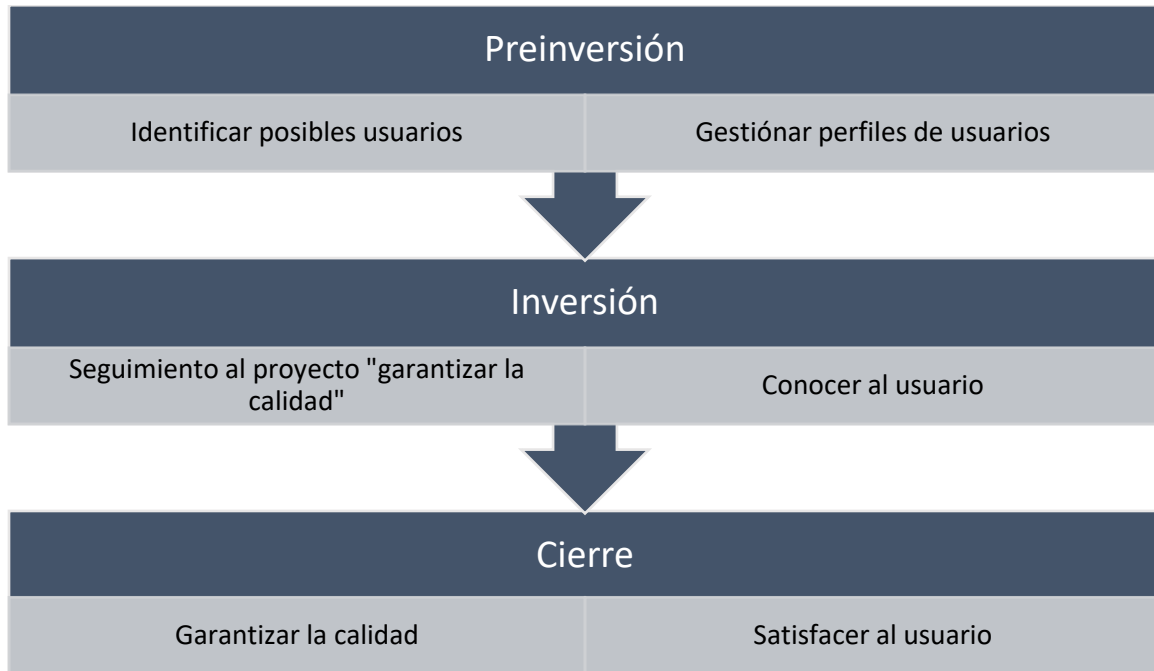 Preinversión
Identificar posibles usuarios
Gestiónar perfiles de usuarios
Inversión
Seguimiento al proyecto "garantizar la
calidad"
Conocer al usuario
Cierre
Garantizar la calidad
Satisfacer al usuario